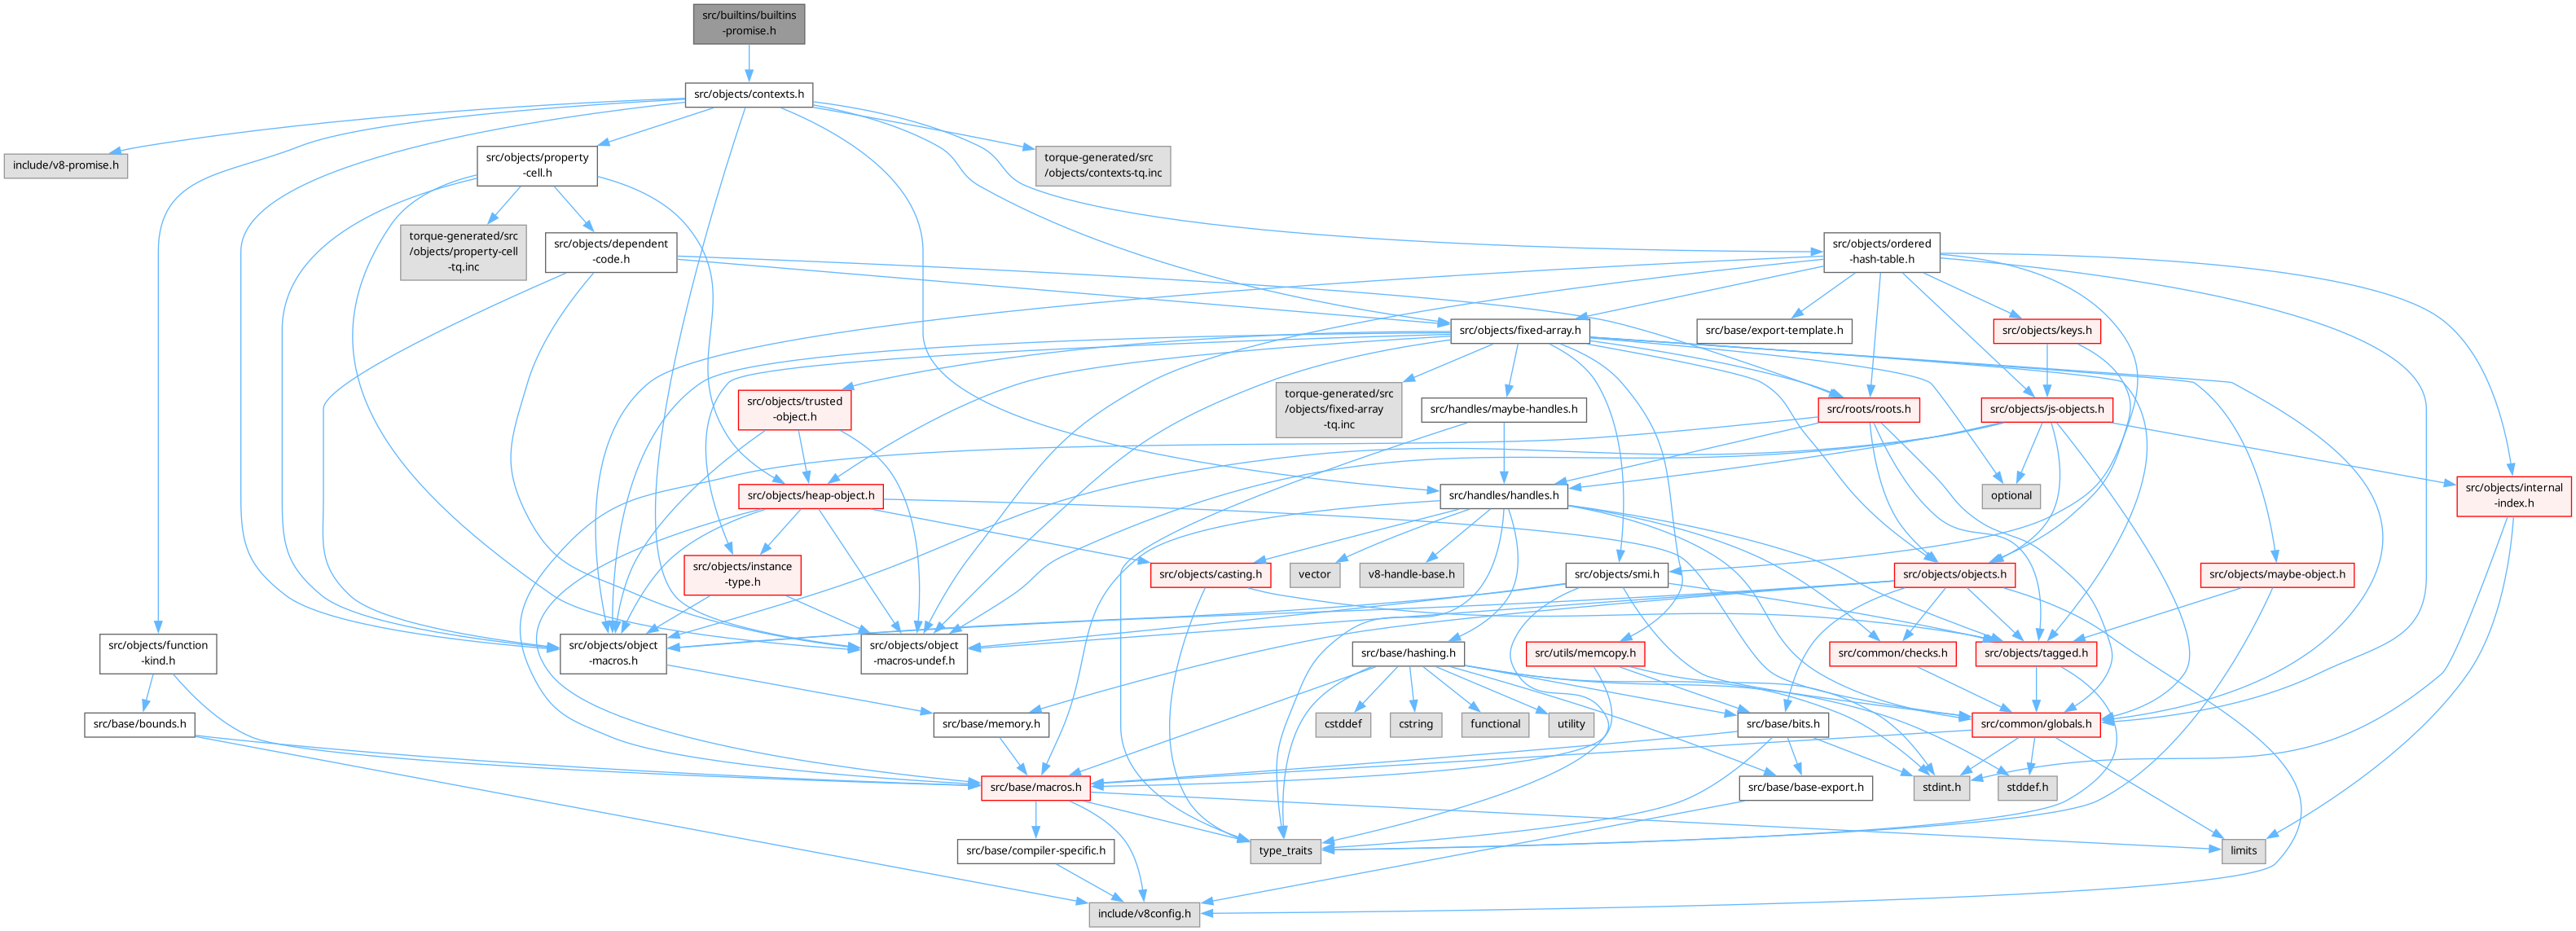 src/builtins/builtins
-promise.h
src/objects/contexts.h
include/v8-promise.h
src/objects/property
-cell.h
torque-generated/src
/objects/contexts-tq.inc
torque-generated/src
/objects/property-cell
-tq.inc
src/objects/dependent
-code.h
src/objects/ordered
-hash-table.h
src/objects/fixed-array.h
src/base/export-template.h
src/objects/keys.h
src/objects/trusted
-object.h
torque-generated/src
/objects/fixed-array
-tq.inc
src/handles/maybe-handles.h
src/roots/roots.h
src/objects/js-objects.h
src/objects/heap-object.h
src/handles/handles.h
optional
src/objects/internal
-index.h
src/objects/instance
-type.h
src/objects/casting.h
vector
v8-handle-base.h
src/objects/smi.h
src/objects/objects.h
src/objects/maybe-object.h
src/objects/function
-kind.h
src/objects/object
-macros.h
src/objects/object
-macros-undef.h
src/base/hashing.h
src/utils/memcopy.h
src/common/checks.h
src/objects/tagged.h
src/base/bounds.h
src/base/memory.h
cstddef
cstring
functional
utility
src/base/bits.h
src/common/globals.h
src/base/macros.h
src/base/base-export.h
stdint.h
stddef.h
src/base/compiler-specific.h
type_traits
limits
include/v8config.h